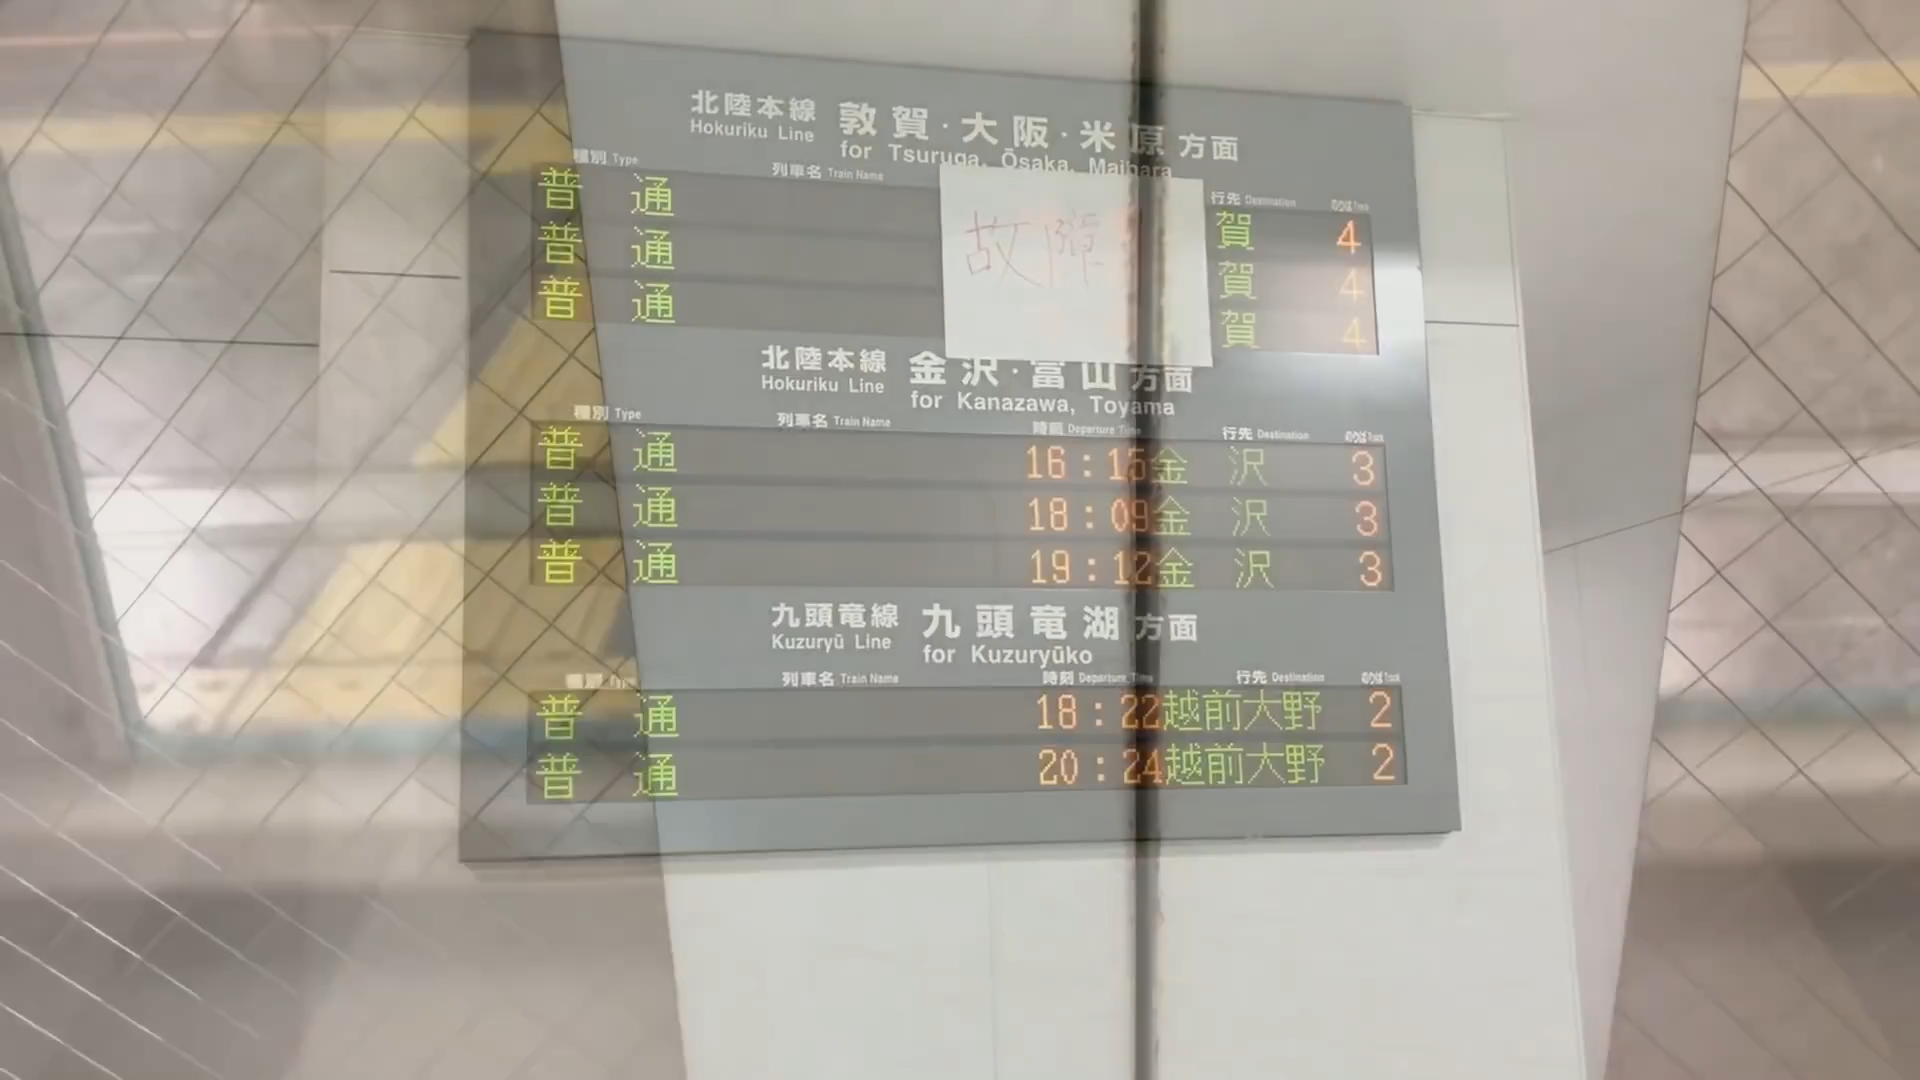 北陸本線 敦賀・大阪・米原方面
Hokuriku Line for Tsuruga, Ōsaka, Maibara
種別 Type 列車名 Train Name 行先 Destination
普通 賀 4
普通 賀 4
普通 賀 4
故障
北陸本線 金沢・富山方面
Hokuriku Line for Kanazawa, Toyama
種別 Type 列車名 Train Name 時刻 Departure Time 行先 Destination
普通 16:15 金沢 3
普通 18:09 金沢 3
普通 19:12 金沢 3
九頭竜線 九頭竜湖方面
Kuzuryū Line for Kuzuryūko
種別 Type 列車名 Train Name 時刻 Departure Time 行先 Destination
普通 18:22 越前大野 2
普通 20:24 越前大野 2